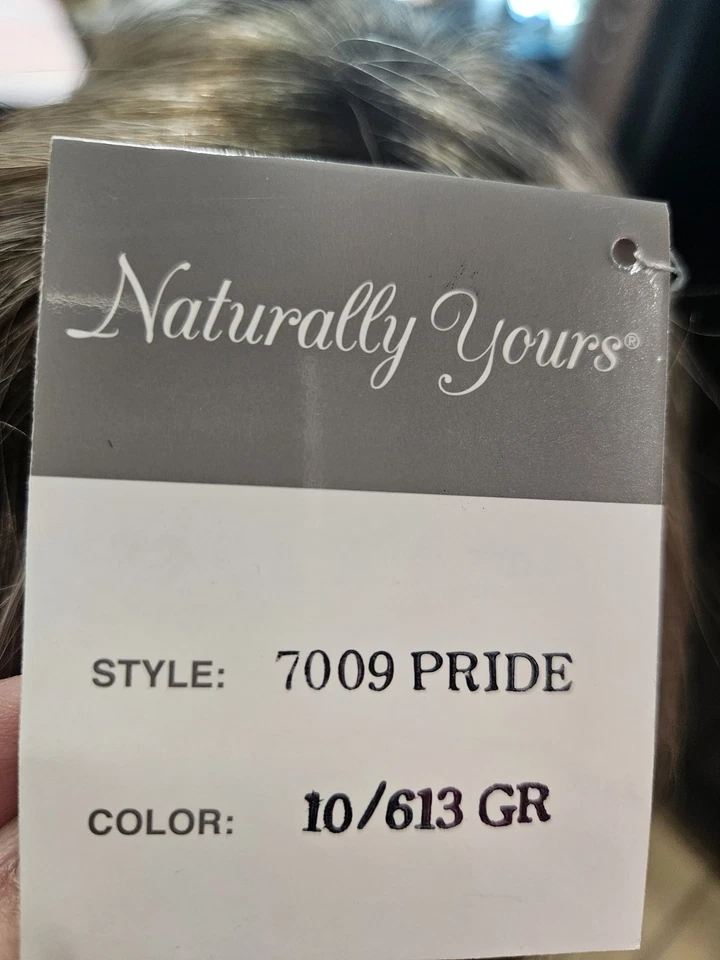 Naturally Yours®
STYLE: 7009 PRIDE
COLOR: 10/613 GR